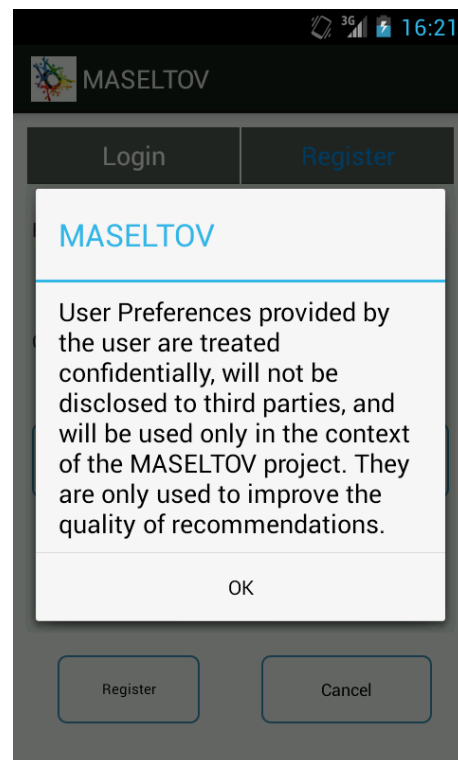 3G 16:21
MASELTOV
Login Register
MASELTOV
User Preferences provided by
the user are treated
confidentially, will not be
disclosed to third parties, and
will be used only in the context
of the MASELTOV project. They
are only used to improve the
quality of recommendations.
OK
Register Cancel